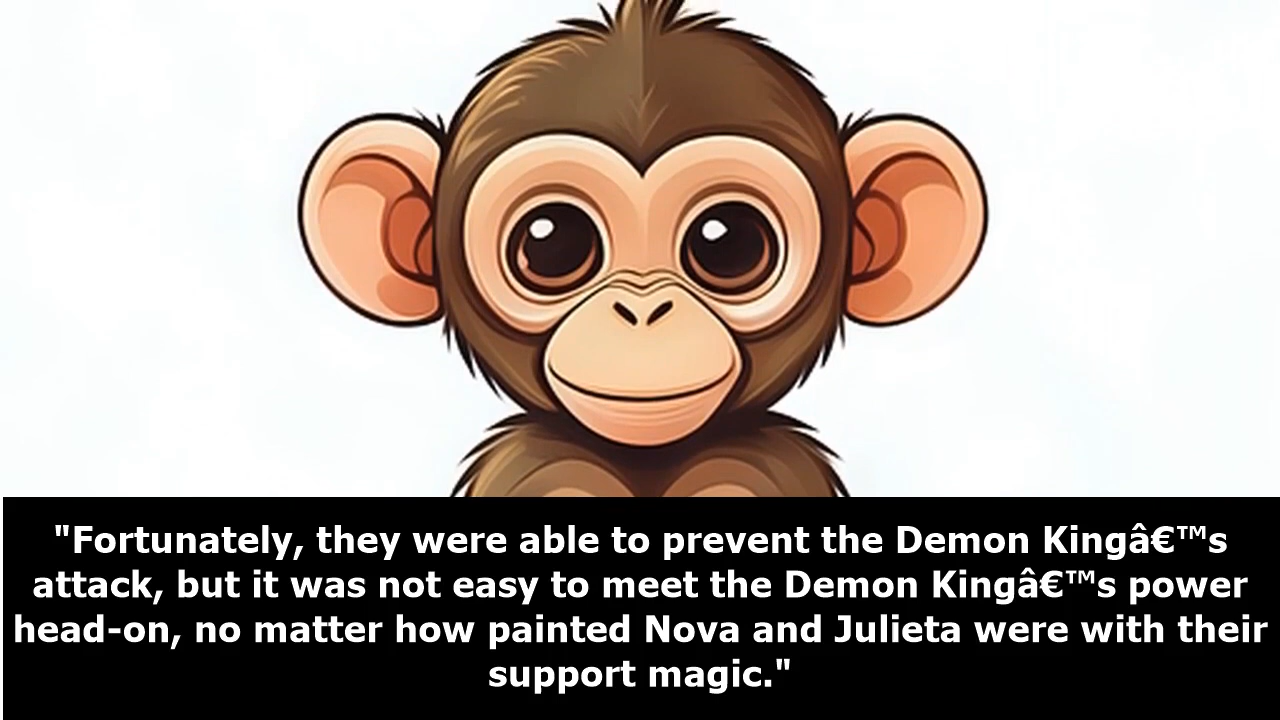 "Fortunately, they were able to prevent the Demon Kingâ€™s
attack, but it was not easy to meet the Demon Kingâ€™s power
head-on, no matter how painted Nova and Julieta were with their
support magic."